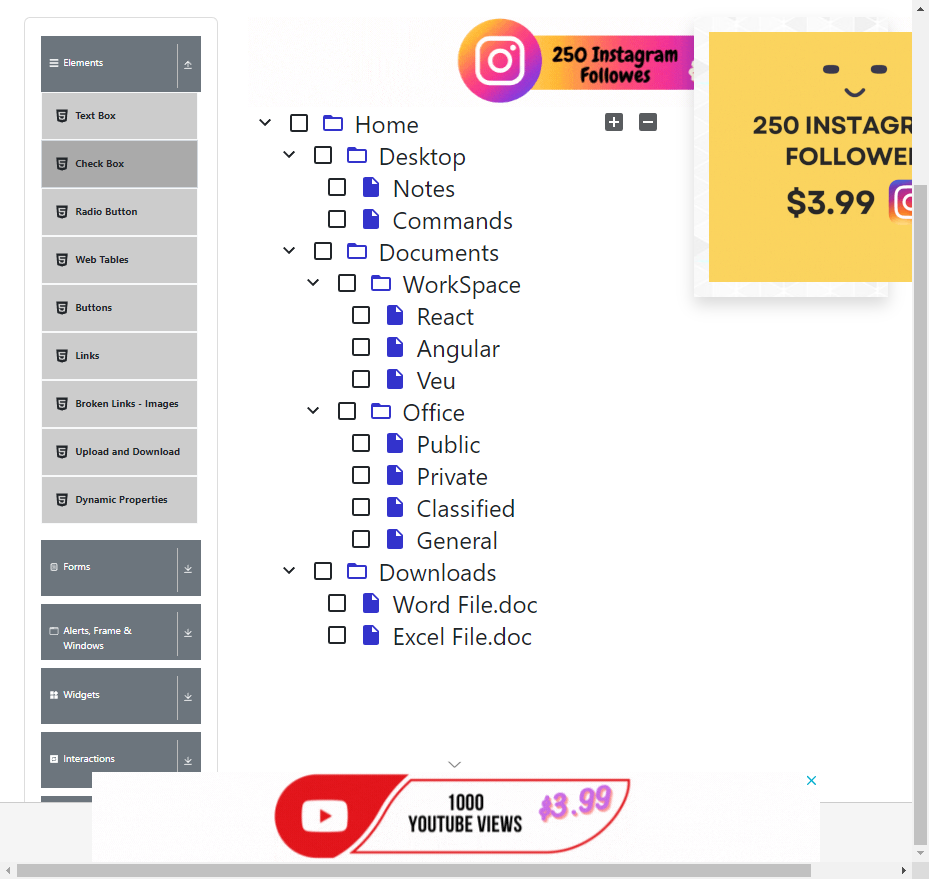 Elements
Text Box
Check Box
Radio Button
Web Tables
Buttons
Links
Broken Links - Images
Upload and Download
Dynamic Properties
Forms
Alerts, Frame &
Windows
Widgets
Interactions
250 Instagram
Followes
Home
Desktop
Notes
Commands
Documents
WorkSpace
React
Angular
Veu
Office
Public
Private
Classified
General
Downloads
Word File.doc
Excel File.doc
250 INSTAGR
FOLLOWE
$3.99
1000
YOUTUBE VIEWS
$3.99